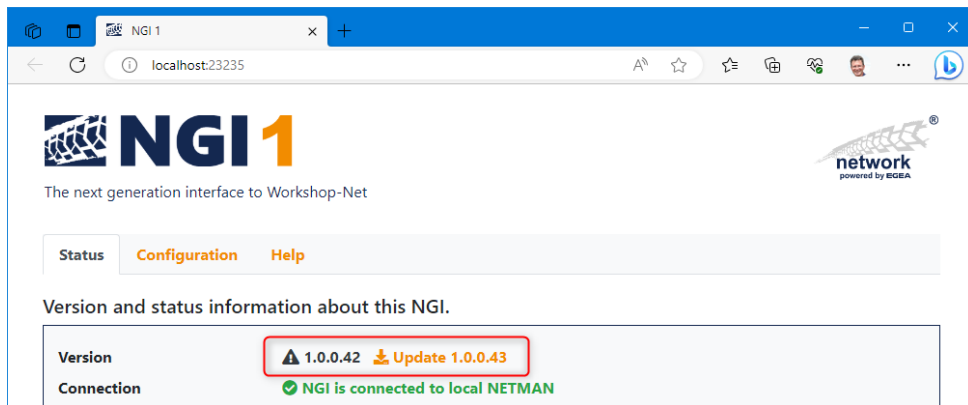 NGI 1
localhost:23235
NGI 1
The next generation interface to Workshop-Net
network ®
powered by EGEA
Status Configuration Help
Version and status information about this NGI.
Version 1.0.0.42 Update 1.0.0.43
Connection NGI is connected to local NETMAN